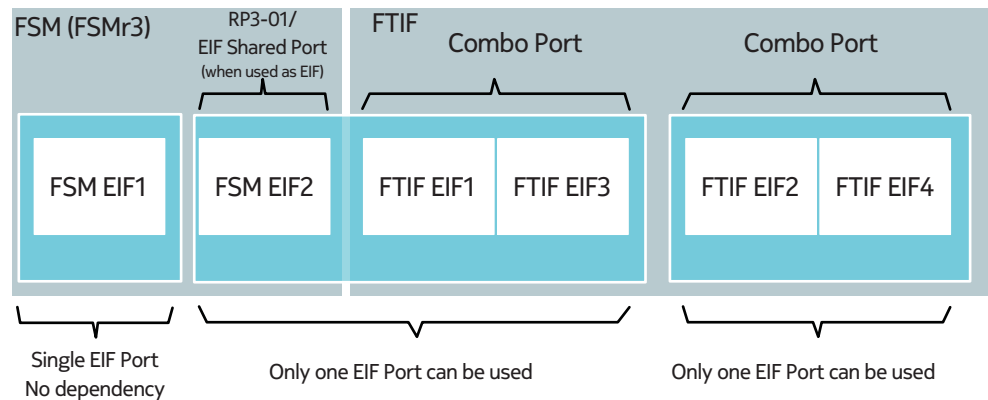 FSM (FSMr3)
RP3-01/
EIF Shared Port
(when used as EIF)
FTIF
Combo Port
Combo Port
FSM EIF1
FSM EIF2
FTIF EIF1
FTIF EIF3
FTIF EIF2
FTIF EIF4
Single EIF Port
No dependency
Only one EIF Port can be used
Only one EIF Port can be used